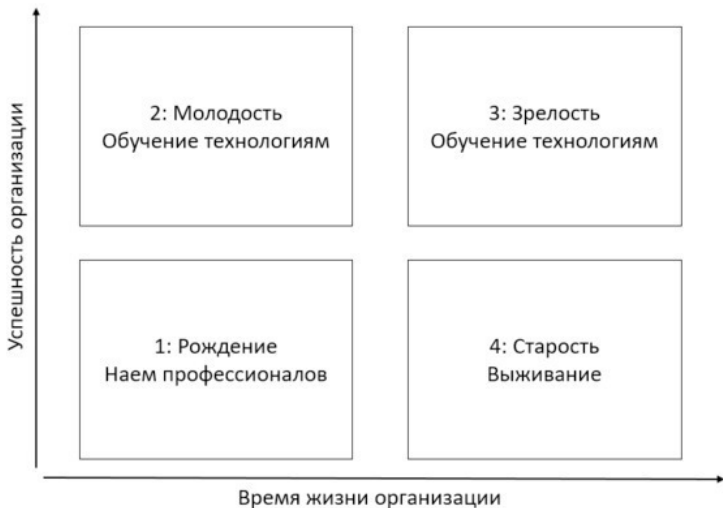 Успешность организации
2: Молодость
Обучение технологиям
3: Зрелость
Обучение технологиям
1: Рождение
Наем профессионалов
4: Старость
Выживание
Время жизни организации